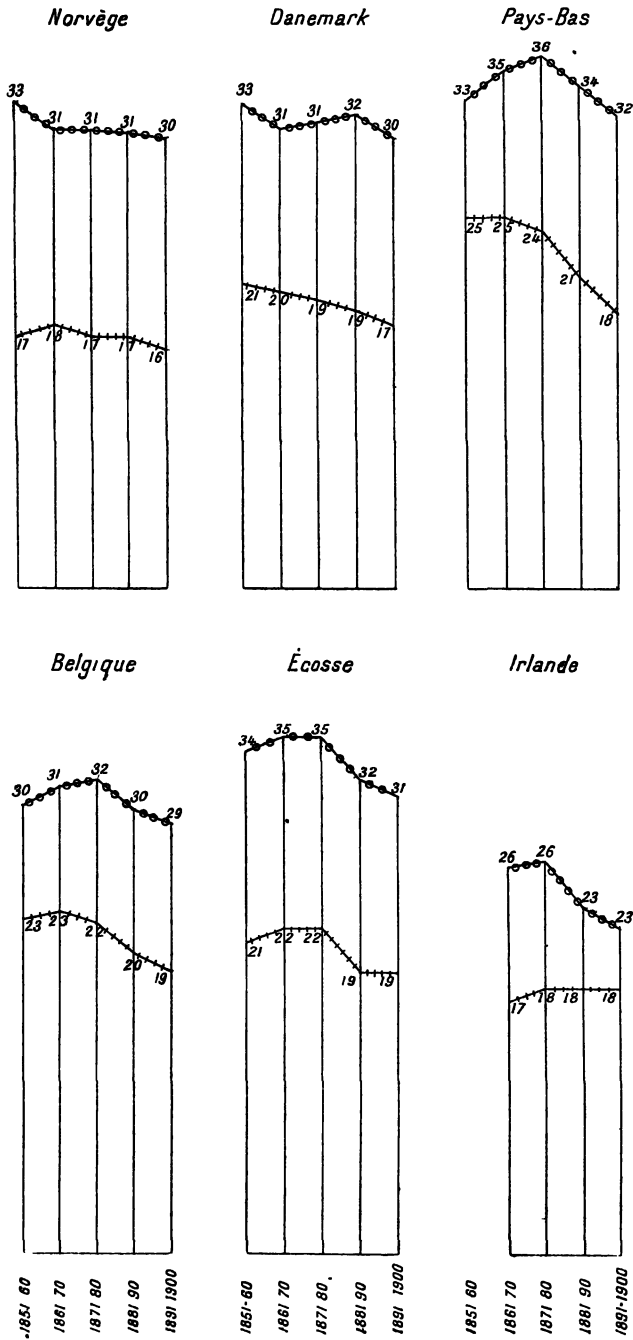 Norvège
Danemark
Pays-Bas
33 31 31 31 30
17 18 17 17 16
33 31 31 32 30
21 20 19 19 17
33 35 36 34 32
25 25 24 21 18
Belgique
Écosse
Irlande
30 31 32 30 29
23 23 22 20 19
34 35 35 32 31
21 22 22 19 19
26 26 23 23
17 18 18 18
1851 60
1861 70
1871 80
1881 90
1891-1900
1851-60
1861 70
1871 80
1881 90
1891 1900
1851 60
1861 70
1871 80
1881 90
1891-1900